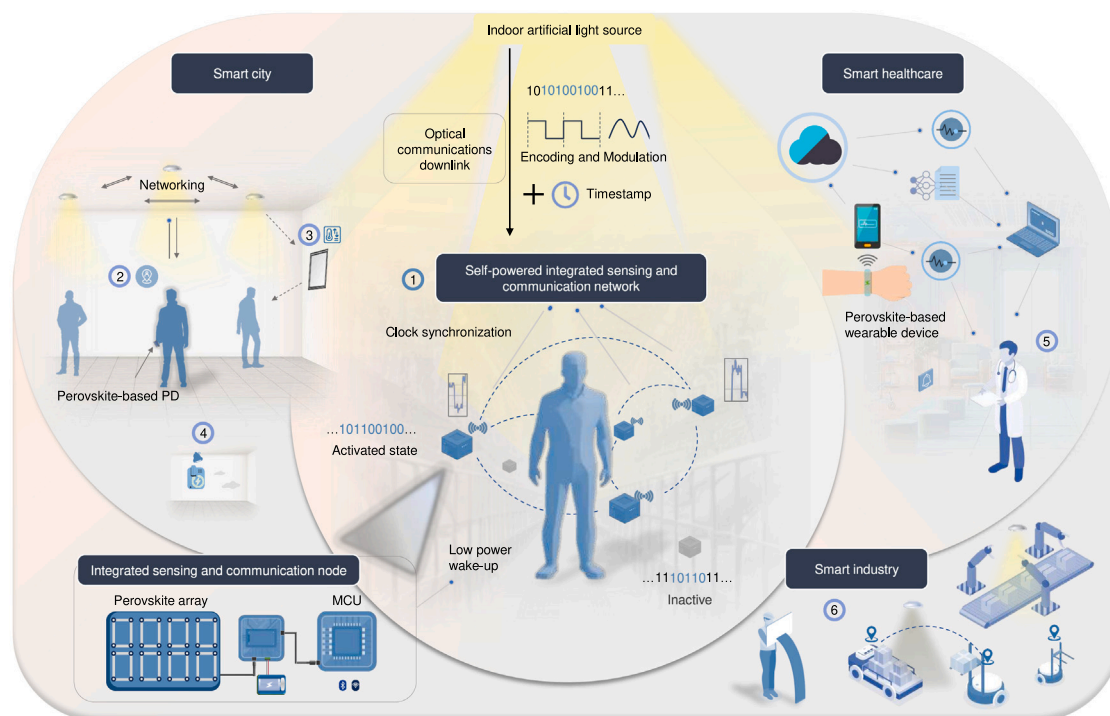 Indoor artificial light source
Smart city
Smart healthcare
101010010011...
Optical
communications
downlink
Encoding and Modulation
Timestamp
Networking
3
2
1
Self-powered integrated sensing and
communication network
Clock synchronization
Perovskite-based
wearable device
5
Perovskite-based PD
4
...101100100...
Activated state
Low power
wake-up
...111011011...
Inactive
Integrated sensing and communication node
Perovskite array
MCU
Smart industry
6